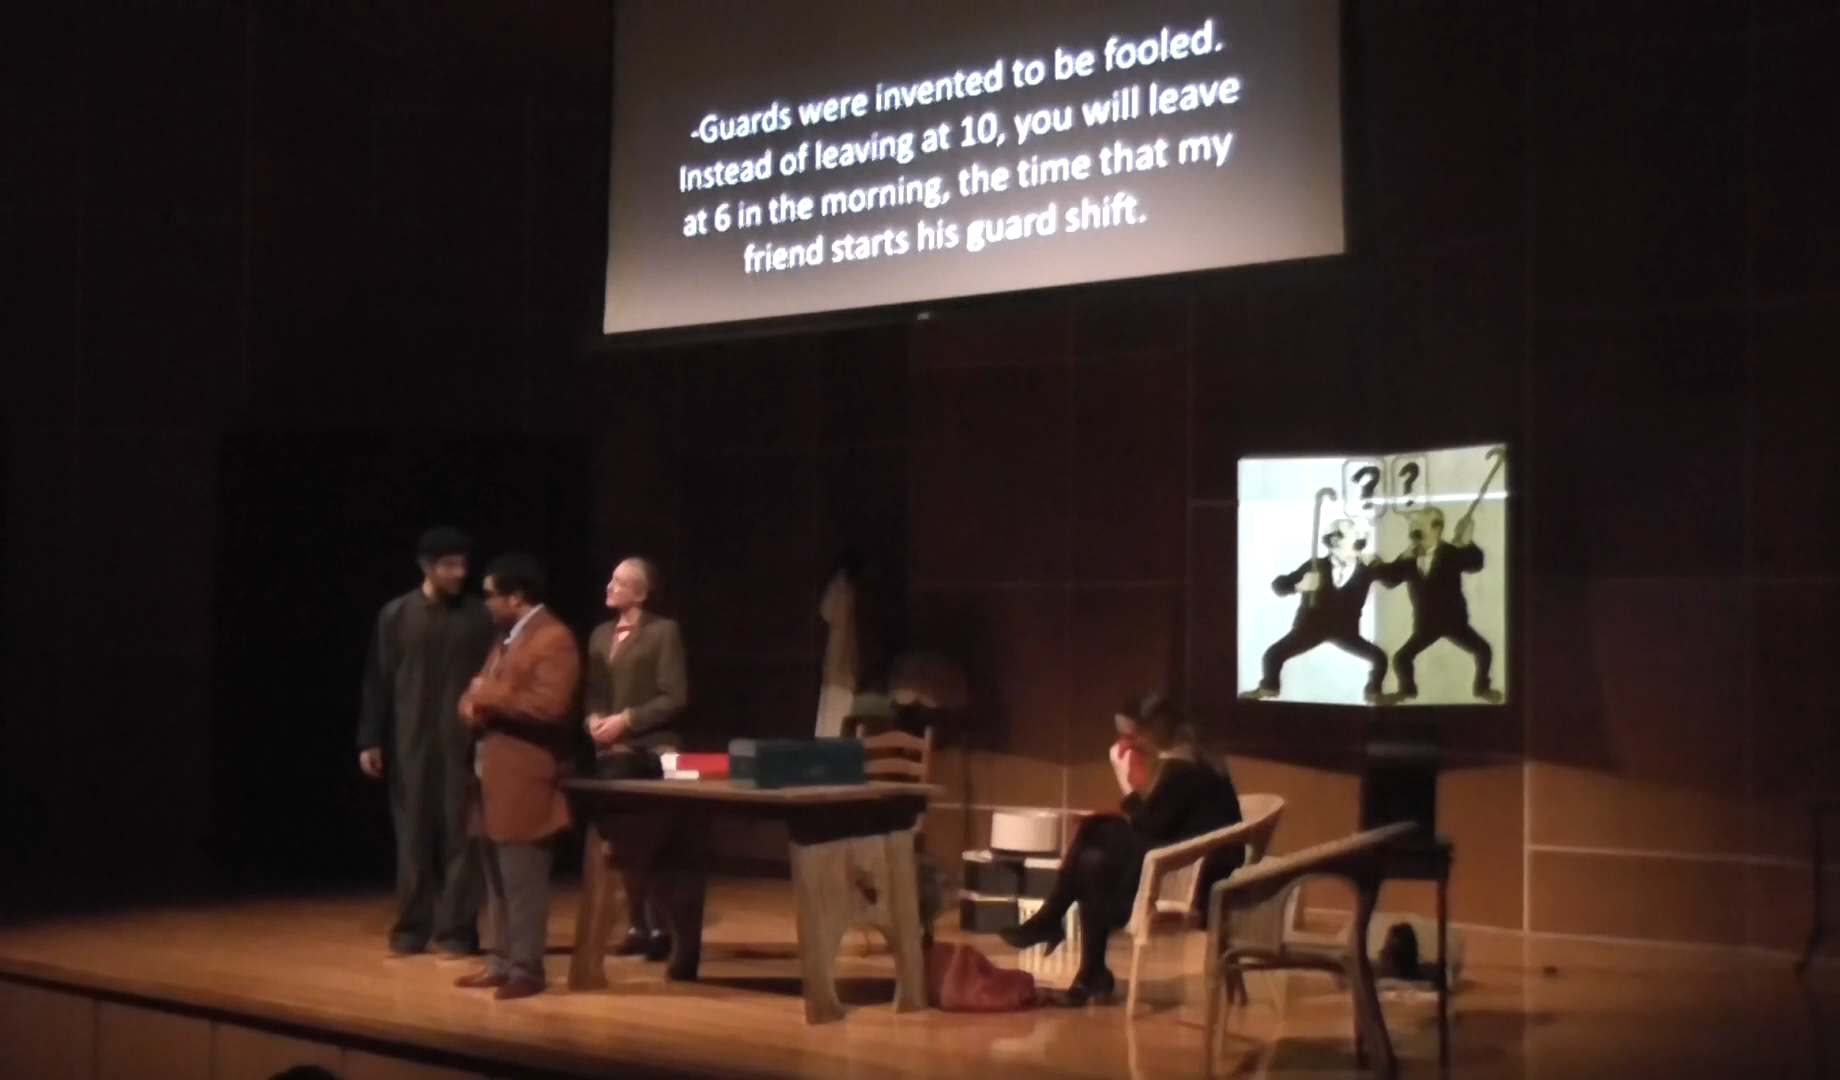 -Guards were invented to be fooled.
Instead of leaving at 10, you will leave
at 6 in the morning, the time that my
friend starts his guard shift.
? ?